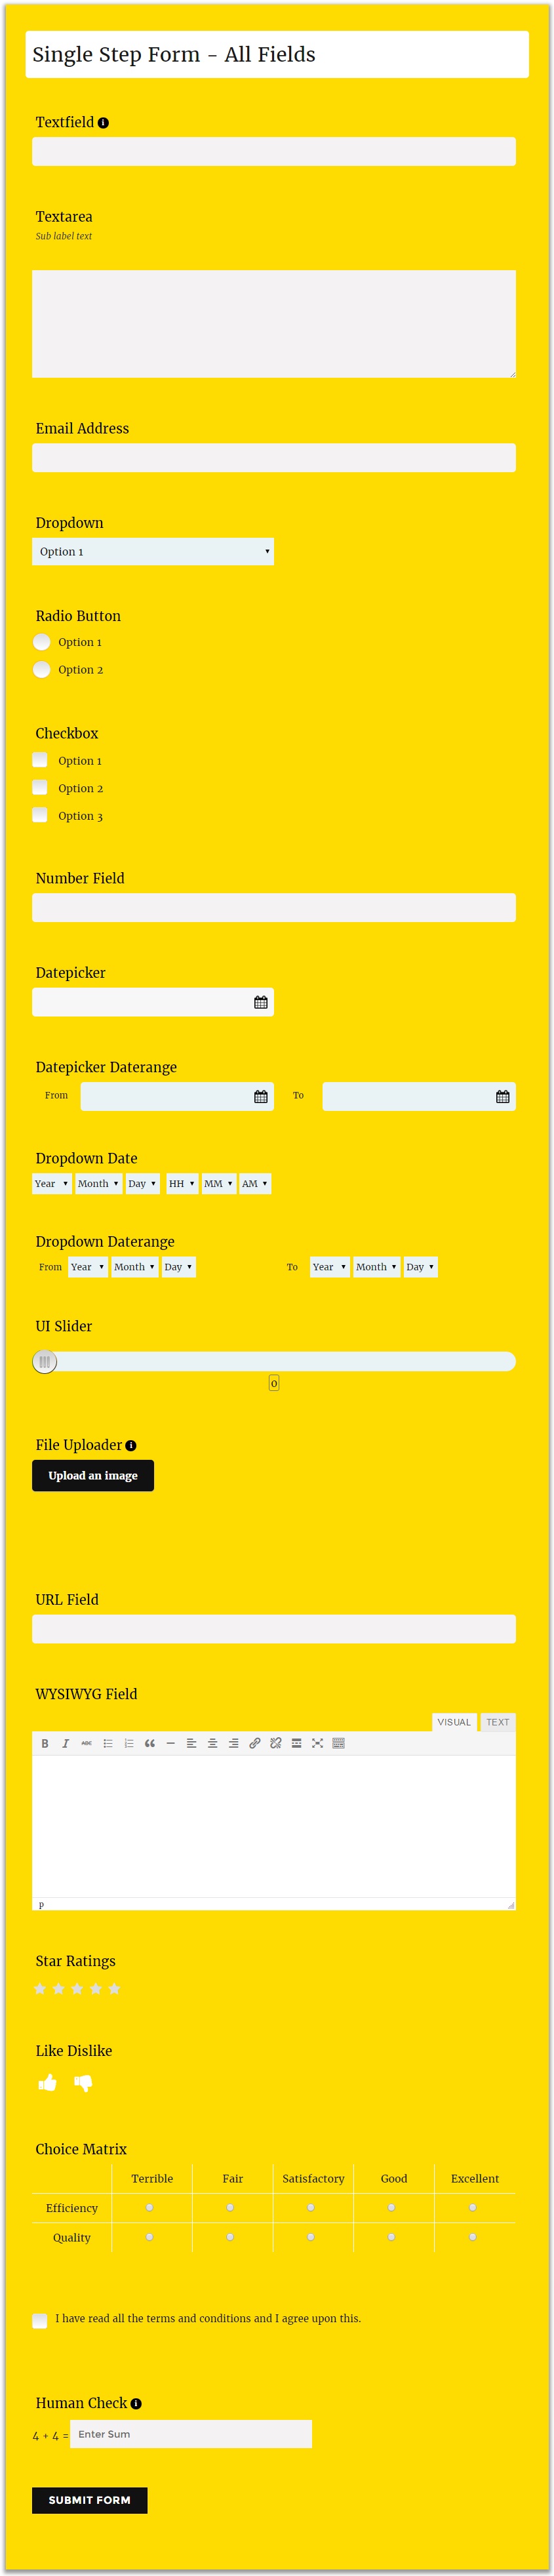 Single Step Form - All Fields
Textfield
Textarea
Sub label text
Email Address
Dropdown
Option 1
Radio Button
Option 1
Option 2
Checkbox
Option 1
Option 2
Option 3
Number Field
Datepicker
Datepicker Daterange
From To
Dropdown Date
Year Month Day HH MM AM
Dropdown Daterange
From Year Month Day To Year Month Day
UI Slider
0
File Uploader
Upload an image
URL Field
WYSIWYG Field
VISUAL TEXT
B I ABC
p
Star Ratings
Like Dislike
Choice Matrix
Terrible Fair Satisfactory Good Excellent
Efficiency
Quality
I have read all the terms and conditions and I agree upon this.
Human Check
4 + 4 = Enter Sum
SUBMIT FORM